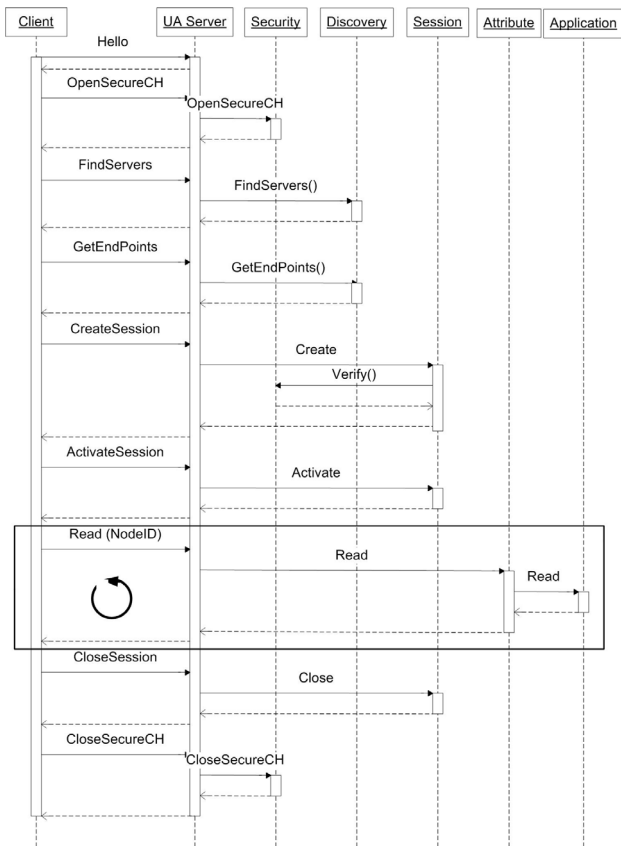 Client UA Server Security Discovery Session Attribute Application
Hello
OpenSecureCH
OpenSecureCH
FindServers
FindServers()
GetEndPoints
GetEndPoints()
CreateSession
Create
Verify()
ActivateSession
Activate
Read (NodeID)
Read
Read
CloseSession
Close
CloseSecureCH
CloseSecureCH